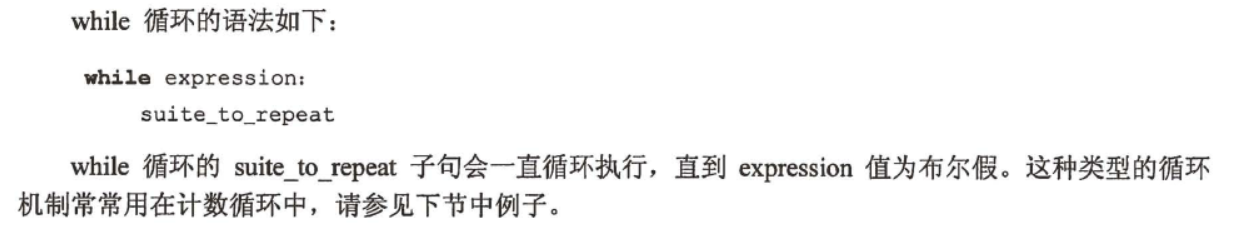 while 循环的语法如下：
while expression:
suite_to_repeat
while 循环的 suite_to_repeat 子句会一直循环执行，直到 expression 值为布尔假。这种类型的循环
机制常常用在计数循环中，请参见下节中例子。